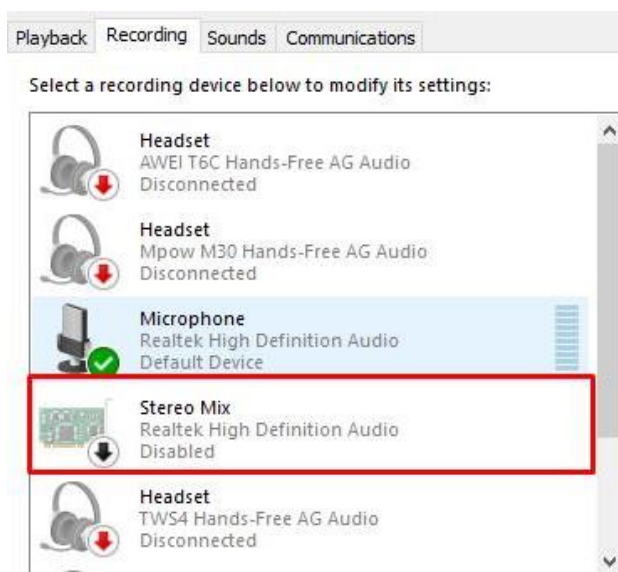 Playback Recording Sounds Communications
Select a recording device below to modify its settings:
Headset
AWEI T6C Hands-Free AG Audio
Disconnected
Headset
Mpow M30 Hands-Free AG Audio
Disconnected
Microphone
Realtek High Definition Audio
Default Device
Stereo Mix
Realtek High Definition Audio
Disabled
Headset
TWS4 Hands-Free AG Audio
Disconnected